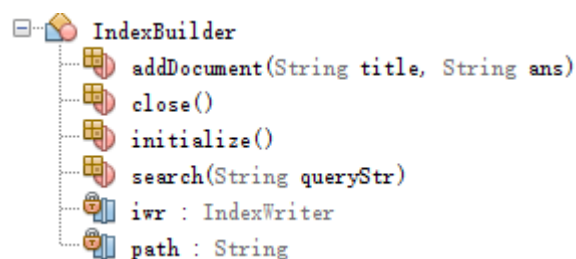 IndexBuilder
addDocument(String title, String ans)
close()
initialize()
search(String queryStr)
iwr : IndexWriter
path : String